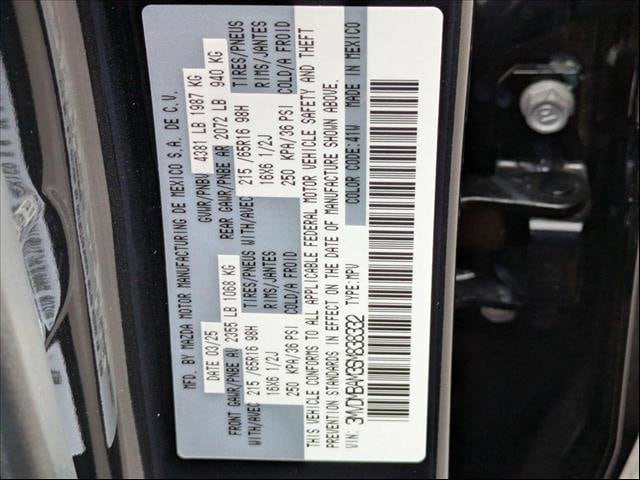 MFD. BY MAZDA MOTOR MANUFACTURING DE MEXICO S.A. DE C.V.
DATE 03/25 GVWR/PNBV 4381 LB 1987 KG
FRONT GAWR/PNBE AV 2355 LB 1068 KG REAR GAWR/PNBE AR 2072 LB 940 KG
WITH/AVEC 215 /65R16 98H TIRES/PNEUS WITH/AVEC 215 /65R16 98H TIRES/PNEUS
16X6 1/2J RIMS/JANTES 16X6 1/2J RIMS/JANTES
250 KPA/36 PSI COLD/A FROID 250 KPA/36 PSI COLD/A FROID
THIS VEHICLE CONFORMS TO ALL APPLICABLE FEDERAL MOTOR VEHICLE SAFETY AND THEFT
PREVENTION STANDARDS IN EFFECT ON THE DATE OF MANUFACTURE SHOWN ABOVE.
VIN: TYPE:MPV COLOR CODE:41W MADE IN MEXICO